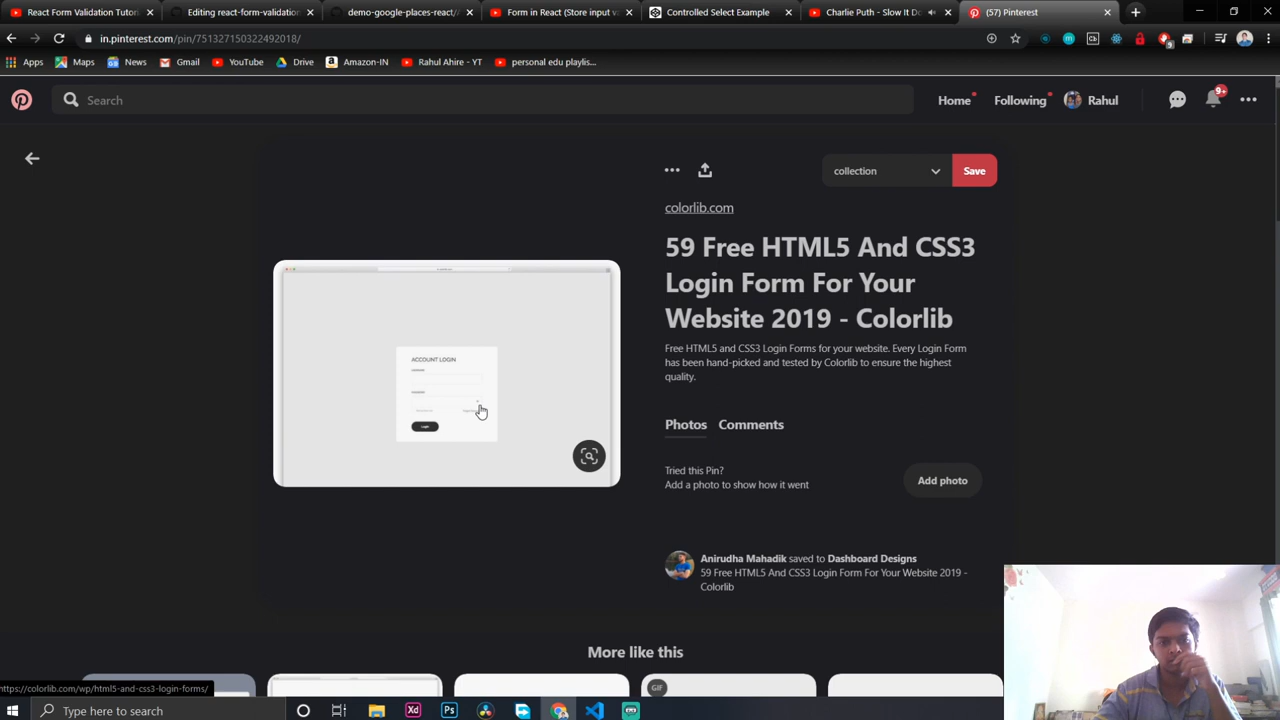 React Form Validation Tutori
Editing react-form-validation
demo-google-places-react/A
Form in React (Store input v
Controlled Select Example
Charlie Puth - Slow It Do
(57) Pinterest
in.pinterest.com/pin/751327150322492018/
Apps
Maps
News
Gmail
YouTube
Drive
Amazon-IN
Rahul Ahire - YT
personal edu playlis...
Search
Home
Following
Rahul
9+
collection
Save
colorlib.com
59 Free HTML5 And CSS3
Login Form For Your
Website 2019 - Colorlib
Free HTML5 and CSS3 Login Forms for your website. Every Login Form
has been hand-picked and tested by Colorlib to ensure the highest
quality.
ACCOUNT LOGIN
Login
Photos
Comments
Tried this Pin?
Add a photo to show how it went
Add photo
Anirudha Mahadik saved to Dashboard Designs
59 Free HTML5 And CSS3 Login Form For Your Website 2019 -
Colorlib
More like this
GIF
https://colorlib.com/wp/html5-and-css3-login-forms/
Type here to search